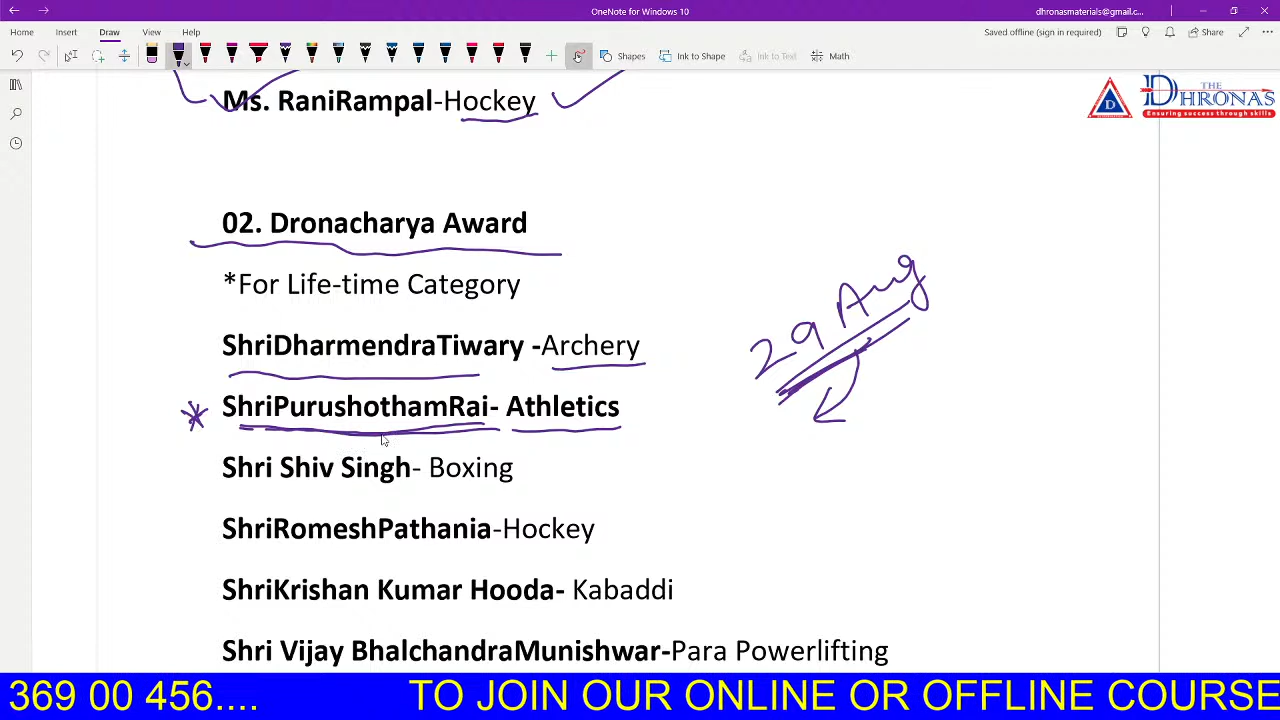 OneNote for Windows 10
dhronasmaterials@gmail.c...
Home Insert Draw View Help
Saved offline (sign in required)
Share
Shapes Ink to Shape Ink to Text Math
Ms. RaniRampal-Hockey
THE
DHRONAS
Ensuring success through skills
D
02. Dronacharya Award
*For Life-time Category
29 Aug
ShriDharmendraTiwary -Archery
* ShriPurushothamRai- Athletics
Shri Shiv Singh- Boxing
ShriRomeshPathania-Hockey
ShriKrishan Kumar Hooda- Kabaddi
Shri Vijay BhalchandraMunishwar-Para Powerlifting
369 00 456.... TO JOIN OUR ONLINE OR OFFLINE COURSE